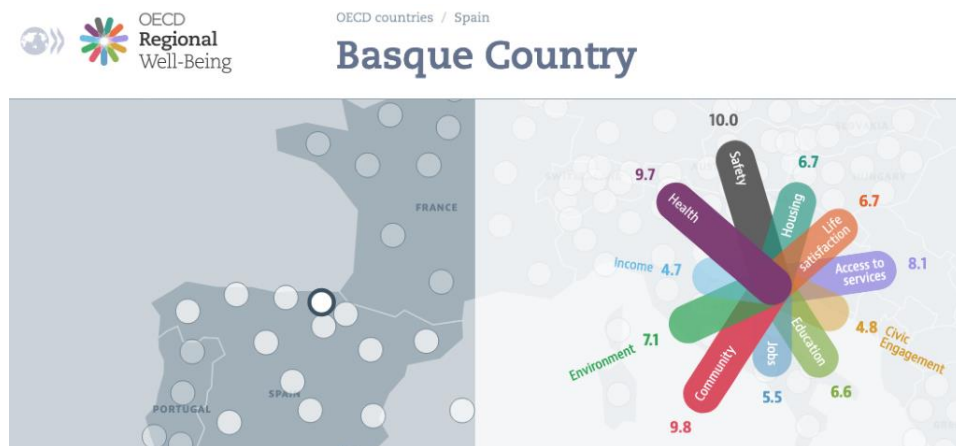 OECD
Regional
Well-Being
OECD countries / Spain
Basque Country
FRANCE
SPAIN
PORTUGAL
10.0
Safety
9.7
Health
6.7
Housing
6.7
Life
satisfaction
Income 4.7
Access to
services
8.1
Environment 7.1
4.8 Civic
Engagement
Community
9.8
Jobs
5.5
Education
6.6